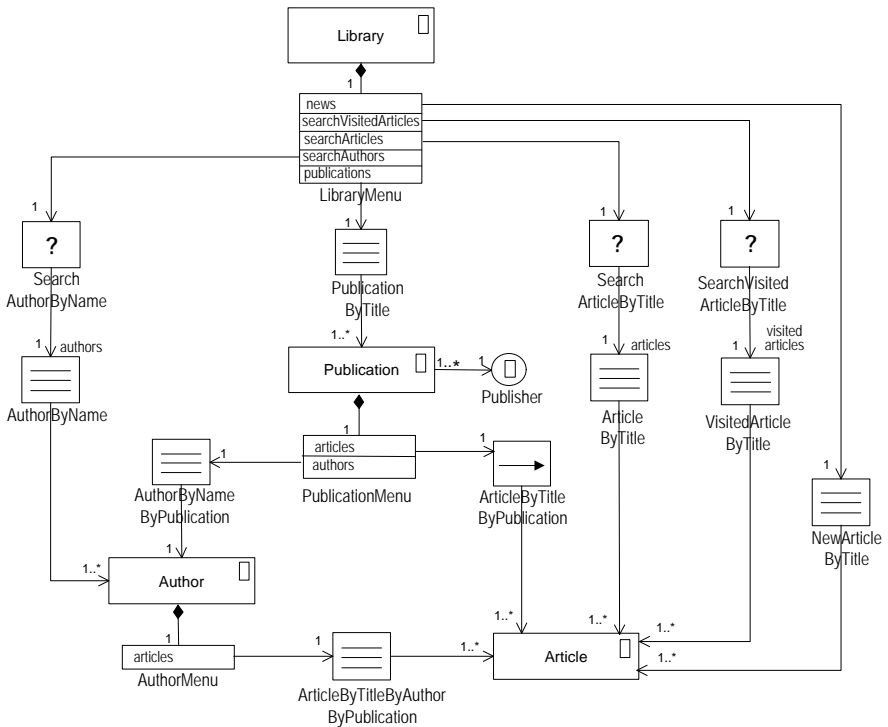 Library
1
news
searchVisitedArticles
searchArticles
searchAuthors
publications
LibraryMenu
1
1
1
1
?
?
?
Search
AuthorByName
Publication
ByTitle
Search
ArticleByTitle
SearchVisited
ArticleByTitle
1..*
1 authors
1 articles
1 visited
articles
Publication
1..*
1
Publisher
AuthorByName
Article
ByTitle
VisitedArticle
ByTitle
1
articles
authors
PublicationMenu
1
1
1
AuthorByName
ByPublication
ArticleByTitle
ByPublication
NewArticle
ByTitle
1..*
1
Author
1
articles
AuthorMenu
1
ArticleByTitleByAuthor
ByPublication
1..*
1..*
1..*
1..*
1..*
Article